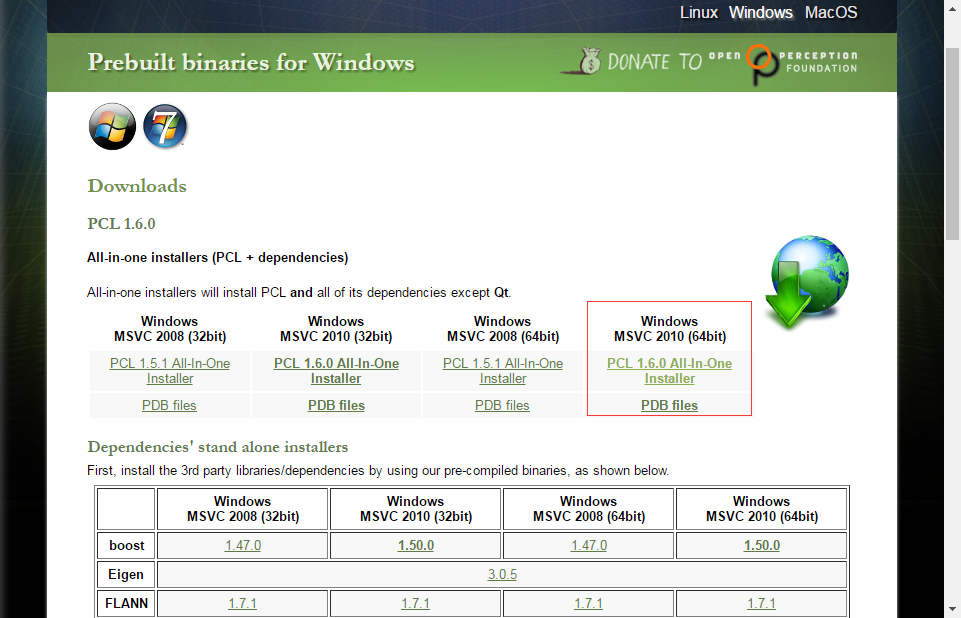 Linux Windows MacOS
Prebuilt binaries for Windows
DONATE TO OPEN PERCEPTION
FOUNDATION
7
Downloads
PCL 1.6.0
All-in-one installers (PCL + dependencies)
All-in-one installers will install PCL and all of its dependencies except Qt.
Windows Windows Windows Windows
MSVC 2008 (32bit) MSVC 2010 (32bit) MSVC 2008 (64bit) MSVC 2010 (64bit)
PCL 1.5.1 All-In-One PCL 1.6.0 All-In-One PCL 1.5.1 All-In-One PCL 1.6.0 All-In-One
Installer Installer Installer Installer
PDB files PDB files PDB files PDB files
Dependencies' stand alone installers
First, install the 3rd party libraries/dependencies by using our pre-compiled binaries, as shown below.
Windows Windows Windows Windows
MSVC 2008 (32bit) MSVC 2010 (32bit) MSVC 2008 (64bit) MSVC 2010 (64bit)
boost 1.47.0 1.50.0 1.47.0 1.50.0
Eigen 3.0.5
FLANN 1.7.1 1.7.1 1.7.1 1.7.1